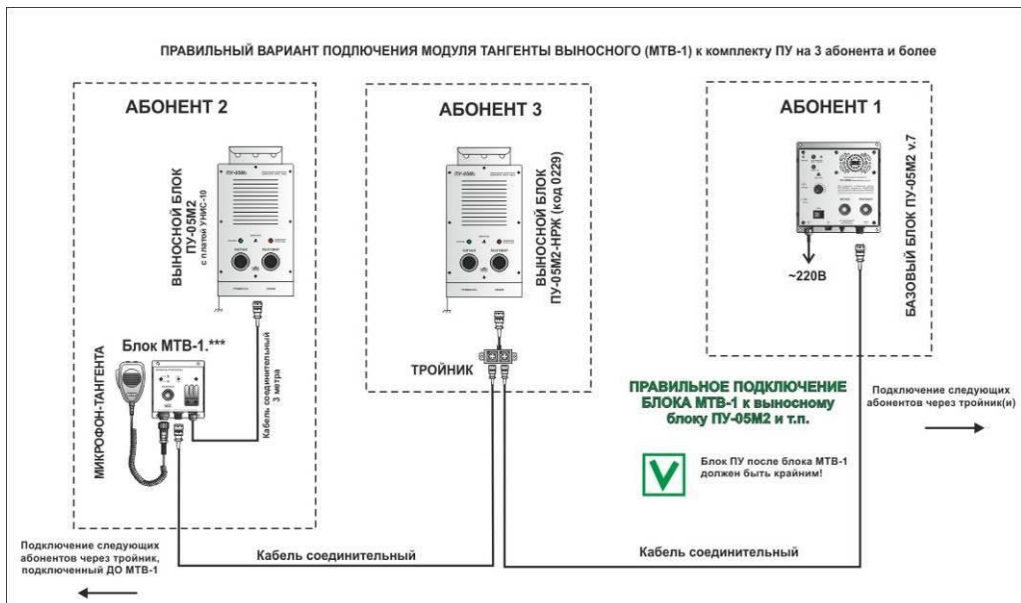 ПРАВИЛЬНЫЙ ВАРИАНТ ПОДЛЮЧЕНИЯ МОДУЛЯ ТАНГЕНТЫ ВЫНОСНОГО (МТВ-1) к комплекту ПУ на 3 абонента и более
АБОНЕНТ 2
ВЫНОСНОЙ БЛОК
ПУ-05М2
с платой УНИС-10
Блок МТВ-1.***
МИКРОФОН-ТАНГЕНТА
Кабель соединительный
3 метра
АБОНЕНТ 3
ВЫНОСНОЙ БЛОК
ПУ-05М2-НРЖ (код 0229)
ТРОЙНИК
АБОНЕНТ 1
БАЗОВЫЙ БЛОК ПУ-05М2 v.7
~220В
ПРАВИЛЬНОЕ ПОДКЛЮЧЕНИЕ
БЛОКА МТВ-1 к выносному
блоку ПУ-05М2 и т.п.
Блок ПУ после блока МТВ-1
должен быть крайним!
Подключение следующих
абонентов через тройник(и)
Подключение следующих
абонентов через тройник,
подключенный ДО МТВ-1
Кабель соединительный
Кабель соединительный